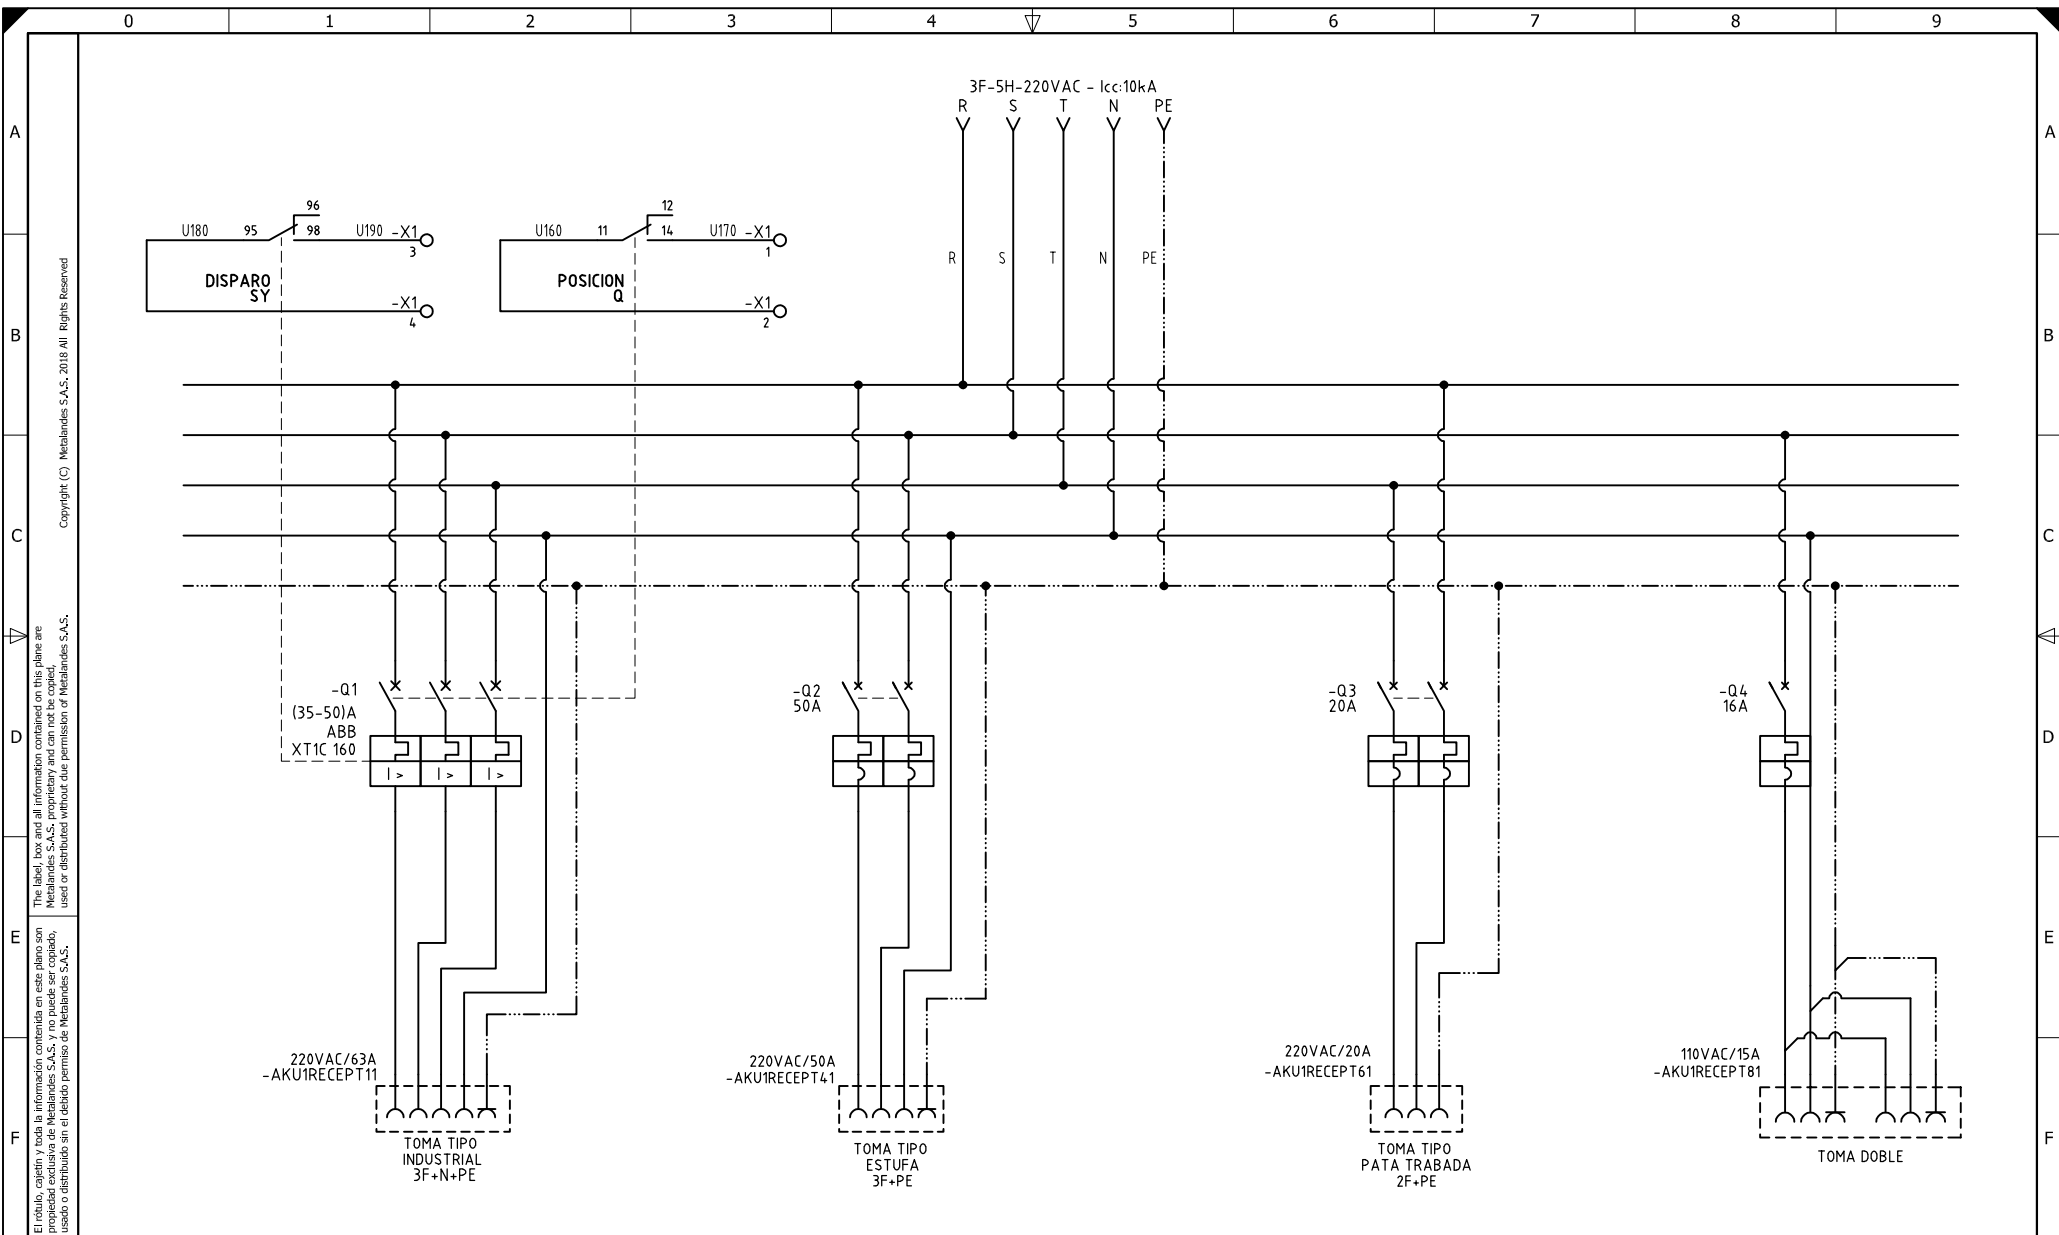 0 1 2 3 4 5 6 7 8 9
3F-5H-220VAC - Icc:10kA
R S T N PE
A A
96 12
U180 95 98 U190 -X1 U160 11 14 U170 -X1
3 1
R S T N PE
DISPARO POSICION
SY Q
-X1 -X1
4 2
B B
C C
-Q1 -Q2 -Q3 -Q4
(35-50)A 50A 20A 16A
ABB
XT1C 160
D D
I > I > I >
E E
220VAC/63A 220VAC/50A 220VAC/20A 110VAC/15A
-AKU1RECEPT11 -AKU1RECEPT41 -AKU1RECEPT61 -AKU1RECEPT81
F F
TOMA TIPO
INDUSTRIAL
3F+N+PE
TOMA TIPO
ESTUFA
3F+PE
TOMA TIPO
PATA TRABADA
2F+PE
TOMA DOBLE
Copyright (C) Metalandes S.A.S. 2018 All Rights Reserved
The label, box and all information contained on this plane are
Metalandes S.A.S. proprietary and can not be copied,
used or distributed without due permission of Metalandes S.A.S.
El rótulo, cajetín y toda la información contenida en este plano son
propiedad exclusiva de Metalandes S.A.S. y no puede ser copiado,
usado o distribuido sin el debido permiso de Metalandes S.A.S.